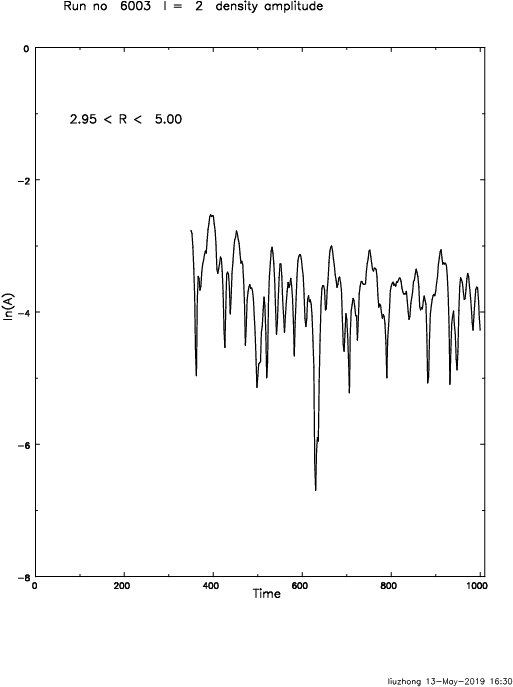 Run no 6003 l = 2 density amplitude
0
2.95 < R < 5.00
-2
ln(A)
-4
-6
-8
0 200 400 600 800 1000
Time
liuzhong 13-May-2019 16:30